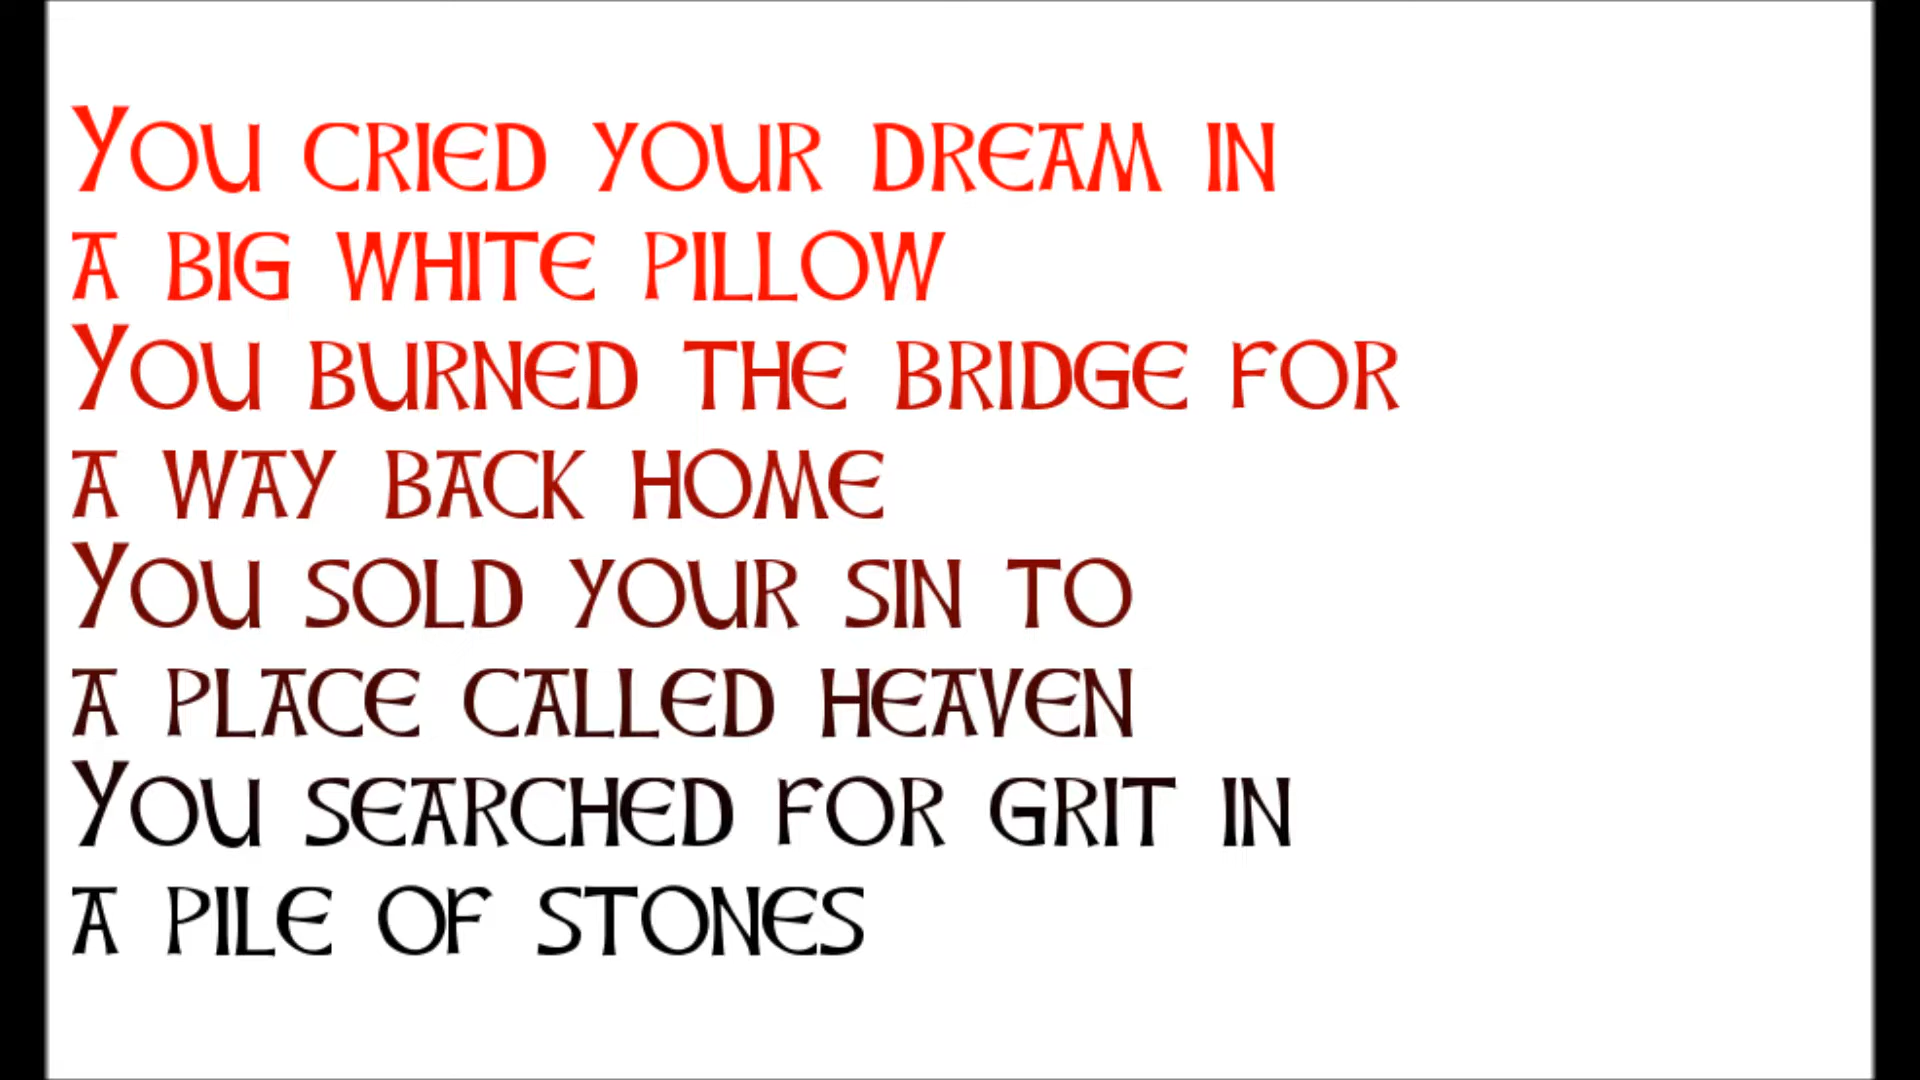 You cried your dream in
a big white pillow
You burned the bridge for
a way back home
You sold your sin to
a place called heaven
You searched for grit in
a pile of stones